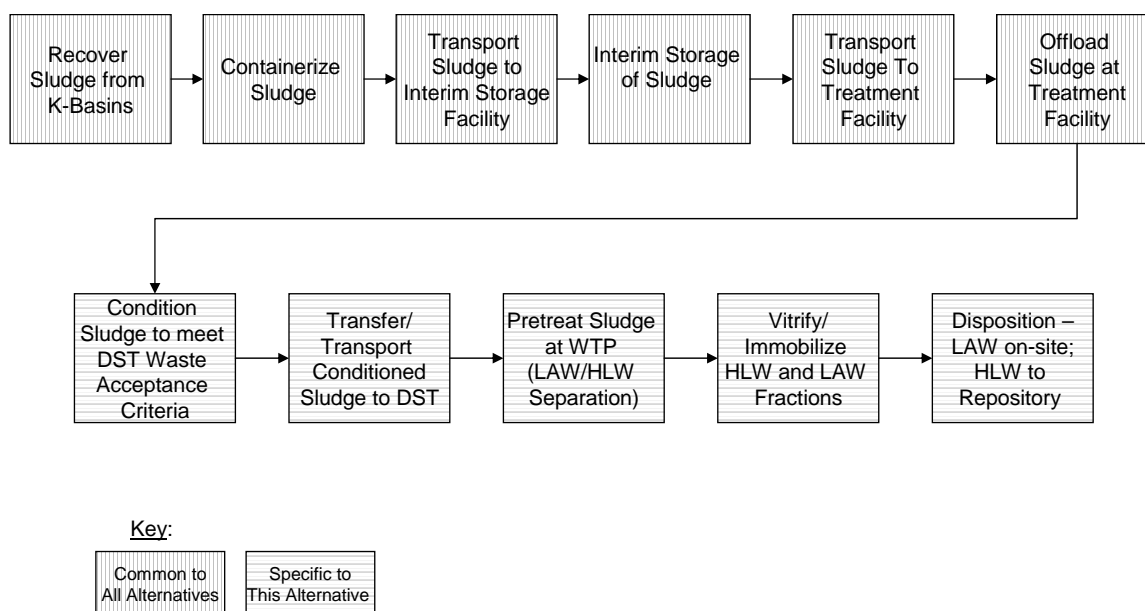 Recover
Sludge from
K-Basins
Containerize
Sludge
Transport
Sludge to
Interim Storage
Facility
Interim Storage
of Sludge
Transport
Sludge To
Treatment
Facility
Offload
Sludge at
Treatment
Facility
Condition
Sludge to meet
DST Waste
Acceptance
Criteria
Transfer/
Transport
Conditioned
Sludge to DST
Pretreat Sludge
at WTP
(LAW/HLW
Separation)
Vitrify/
Immobilize
HLW and LAW
Fractions
Disposition –
LAW on-site;
HLW to
Repository
Key:
Common to
All Alternatives
Specific to
This Alternative